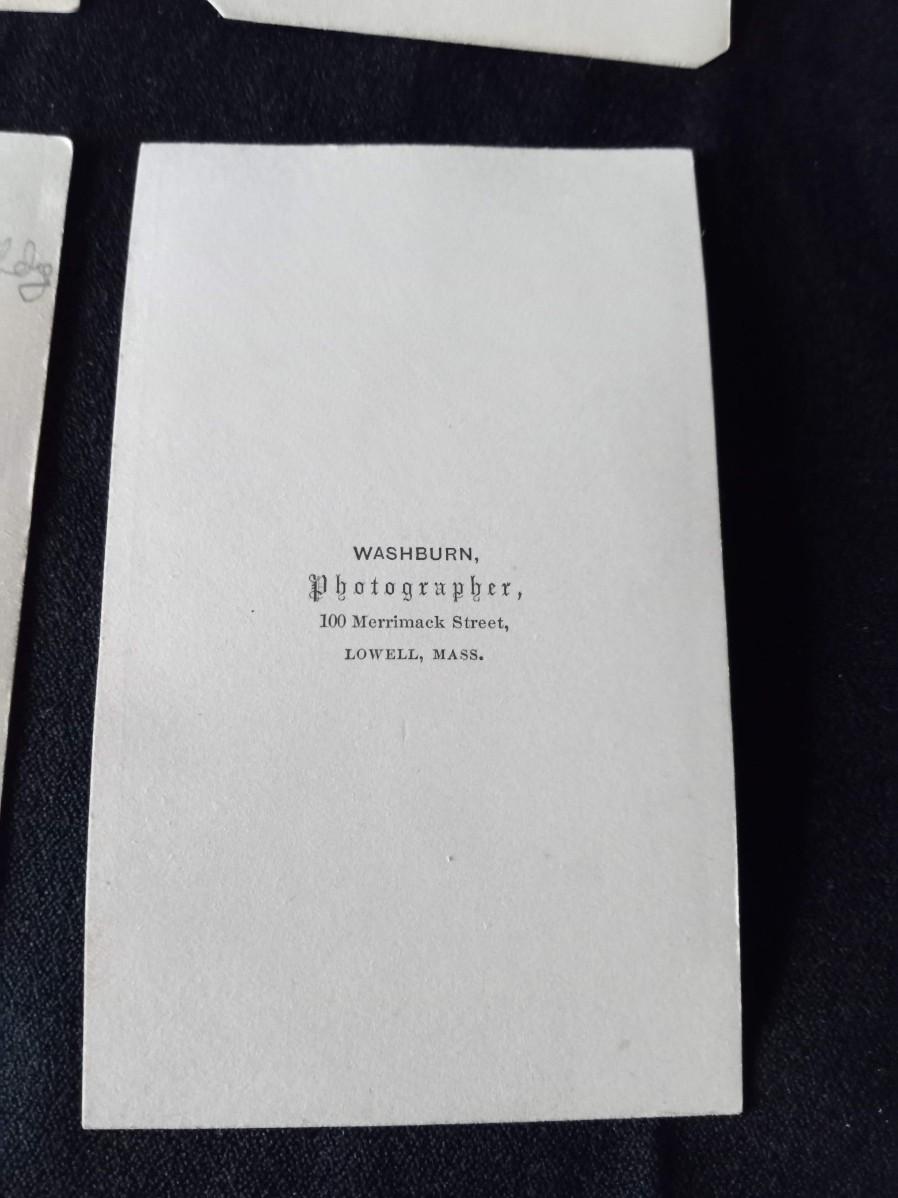 WASHBURN,
Photographer,
100 Merrimack Street,
LOWELL, MASS.